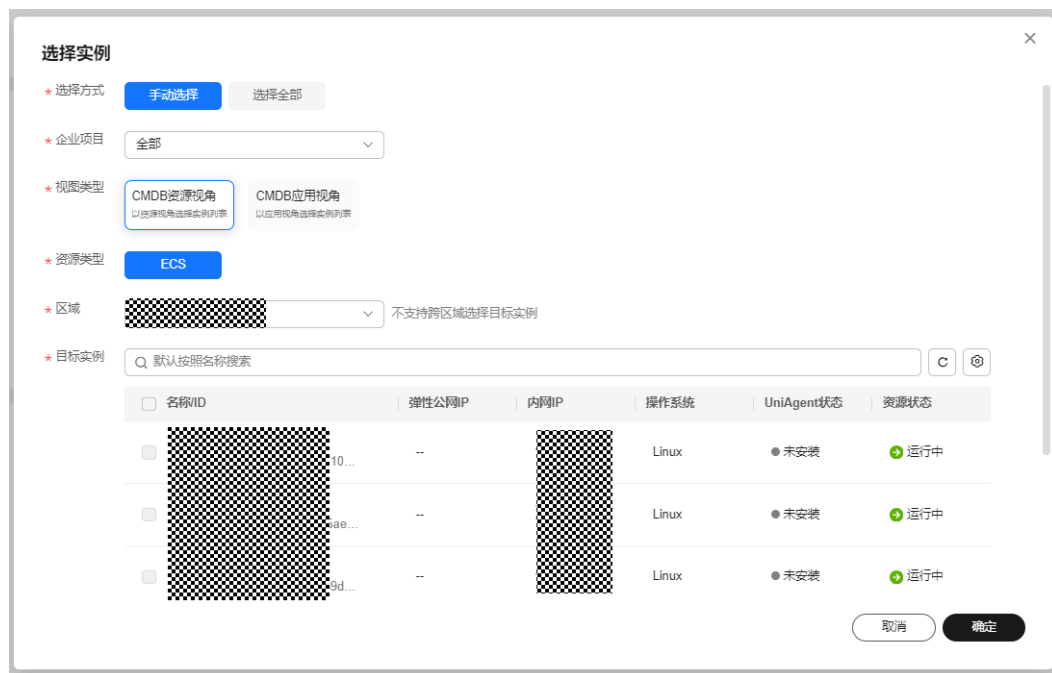 选择实例
* 选择方式 手动选择 选择全部
* 企业项目 全部
* 视图类型 CMDB资源视角 CMDB应用视角
以资源视角选择实例列表 以应用视角选择实例列表
* 资源类型 ECS
* 区域 不支持跨区域选择目标实例
* 目标实例 默认按照名称搜索
名称/ID 弹性公网IP 内网IP 操作系统 UniAgent状态 资源状态
10... -- Linux 未安装 运行中
ae... -- Linux 未安装 运行中
9d... -- Linux 未安装 运行中
取消 确定